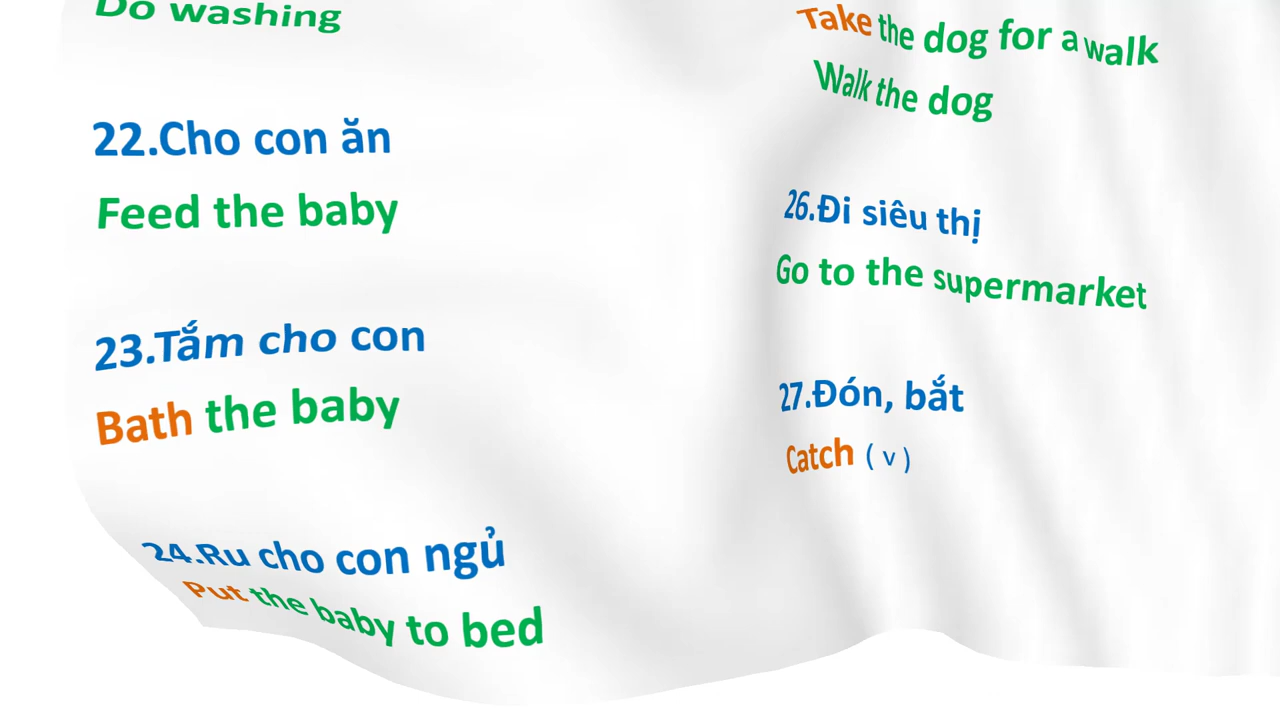 Do washing
22.Cho con ăn
Feed the baby
23.Tắm cho con
Bath the baby
24.Ru cho con ngủ
Put the baby to bed
Take the dog for a walk
Walk the dog
26.Đi siêu thị
Go to the supermarket
27.Đón, bắt
Catch ( v )